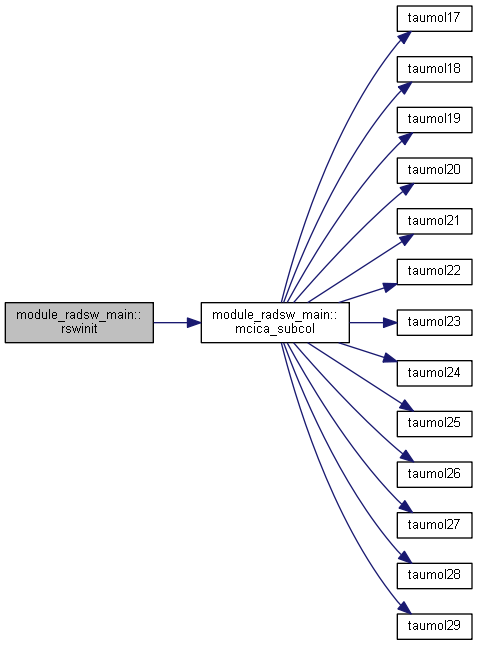 module_radsw_main::
rswinit
module_radsw_main::
mcica_subcol
taumol17
taumol18
taumol19
taumol20
taumol21
taumol22
taumol23
taumol24
taumol25
taumol26
taumol27
taumol28
taumol29